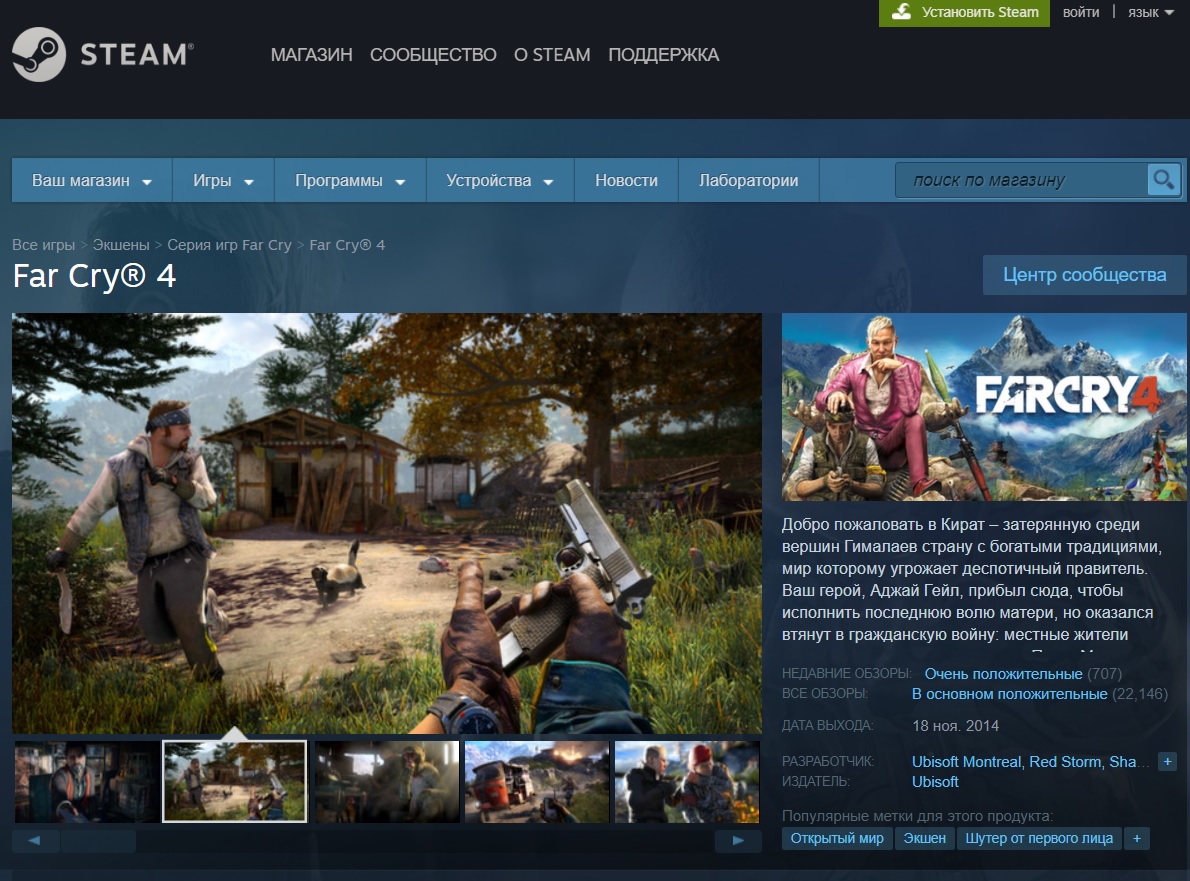 Установить Steam
войти | язык
STEAM®
МАГАЗИН СООБЩЕСТВО О STEAM ПОДДЕРЖКА
Ваш магазин Игры Программы Устройства Новости Лаборатории поиск по магазину
Все игры > Экшены > Серия игр Far Cry > Far Cry® 4
Far Cry® 4
Центр сообщества
FARCRY 4
Добро пожаловать в Кират – затерянную среди
вершин Гималаев страну с богатыми традициями,
мир которому угрожает деспотичный правитель.
Ваш герой, Аджай Гейл, прибыл сюда, чтобы
исполнить последнюю волю матери, но оказался
втянут в гражданскую войну: местные жители
НЕДАВНИЕ ОБЗОРЫ: Очень положительные (707)
ВСЕ ОБЗОРЫ: В основном положительные (22,146)
ДАТА ВЫХОДА: 18 ноя. 2014
РАЗРАБОТЧИК: Ubisoft Montreal, Red Storm, Sha... +
ИЗДАТЕЛЬ: Ubisoft
Популярные метки для этого продукта:
Открытый мир Экшен Шутер от первого лица +